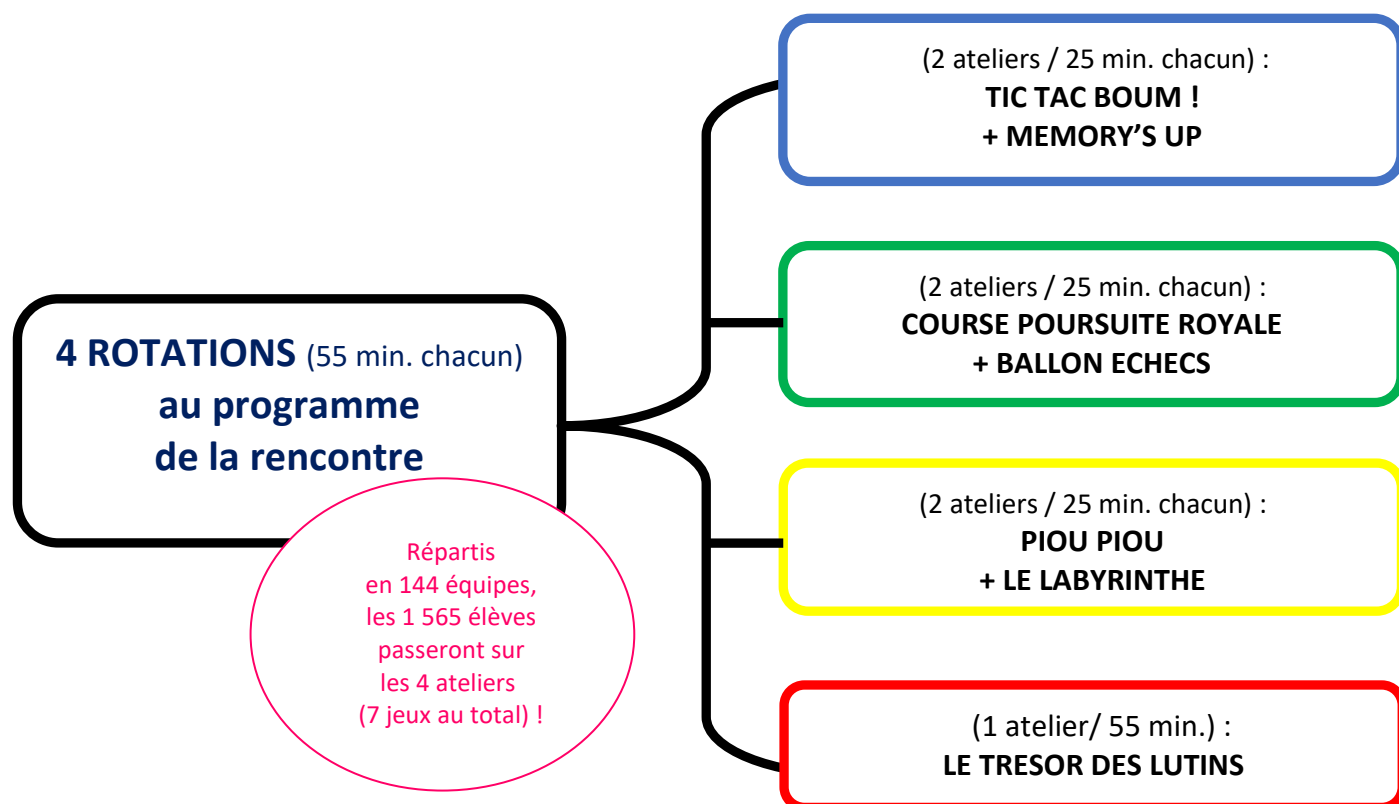 4 ROTATIONS (55 min. chacun)
au programme
de la rencontre
Répartis
en 144 équipes,
les 1 565 élèves
passeront sur
les 4 ateliers
(7 jeux au total) !
(2 ateliers / 25 min. chacun) :
TIC TAC BOUM !
+ MEMORY’S UP
(2 ateliers / 25 min. chacun) :
COURSE POURSUITE ROYALE
+ BALLON ECHECS
(2 ateliers / 25 min. chacun) :
PIOU PIOU
+ LE LABYRINTHE
(1 atelier/ 55 min.) :
LE TRESOR DES LUTINS